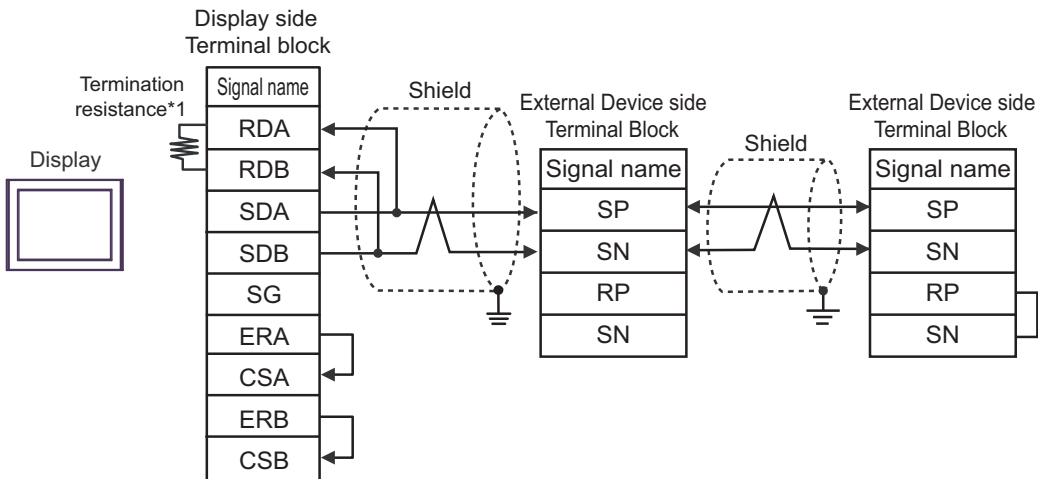 Display side
Terminal block
Termination
resistance*1
Signal name
RDA
RDB
SDA
SDB
SG
ERA
CSA
ERB
CSB
Display
Shield
External Device side
Terminal Block
Signal name
SP
SN
RP
SN
Shield
External Device side
Terminal Block
Signal name
SP
SN
RP
SN